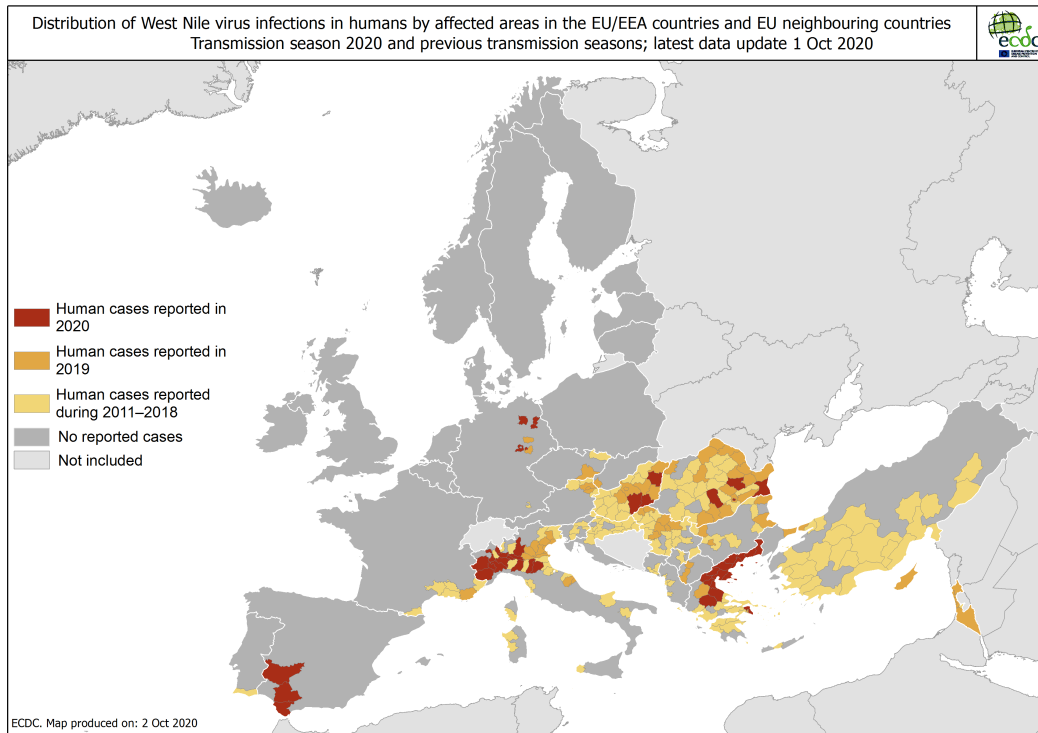 Distribution of West Nile virus infections in humans by affected areas in the EU/EEA countries and EU neighbouring countries
Transmission season 2020 and previous transmission seasons; latest data update 1 Oct 2020
ecdc
Human cases reported in
2020
Human cases reported in
2019
Human cases reported
during 2011–2018
No reported cases
Not included
ECDC. Map produced on: 2 Oct 2020